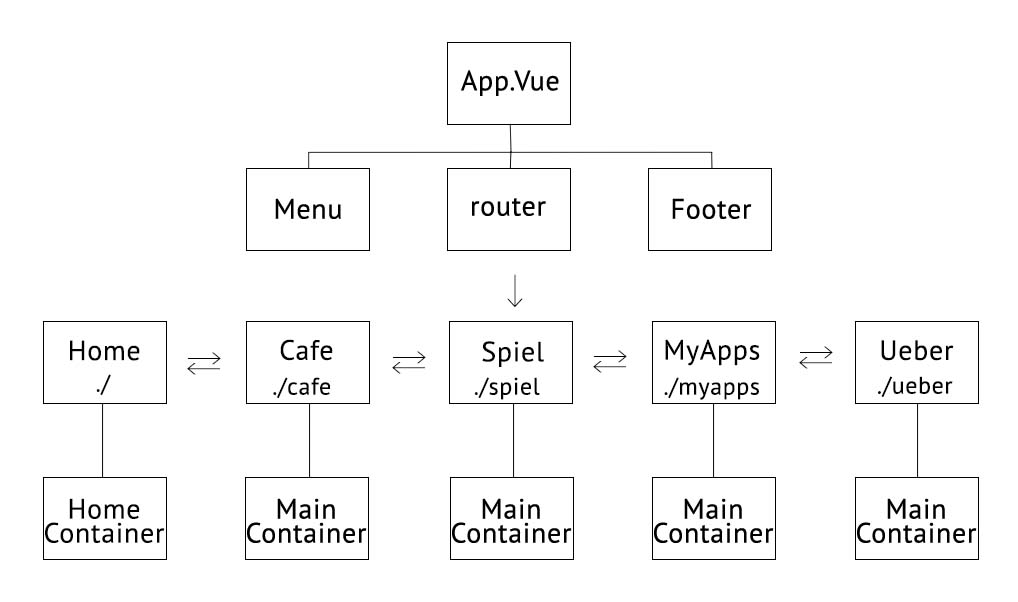 App.Vue
Menu
router
Footer
Home
./
Cafe
./cafe
Spiel
./spiel
MyApps
./myapps
Ueber
./ueber
Home
Container
Main
Container
Main
Container
Main
Container
Main
Container